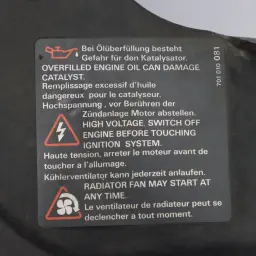 Bei Ölüberfüllung besteht
Gefahr für den Katalysator.
OVERFILLED ENGINE OIL CAN DAMAGE
CATALYST.
Remplissage excessif d'huile
dangereux pour le catalyseur.
Hochspannung, vor Berühren der
Zündanlage Motor abstellen.
HIGH VOLTAGE. SWITCH OFF
ENGINE BEFORE TOUCHING
IGNITION SYSTEM.
Haute tension, arreter le moteur avant de
toucher a l'allumage.
Kühlerventilator kann jederzeit anlaufen.
RADIATOR FAN MAY START AT
ANY TIME.
Le ventilateur de radiateur peut se
declencher a tout moment.
701 010 081